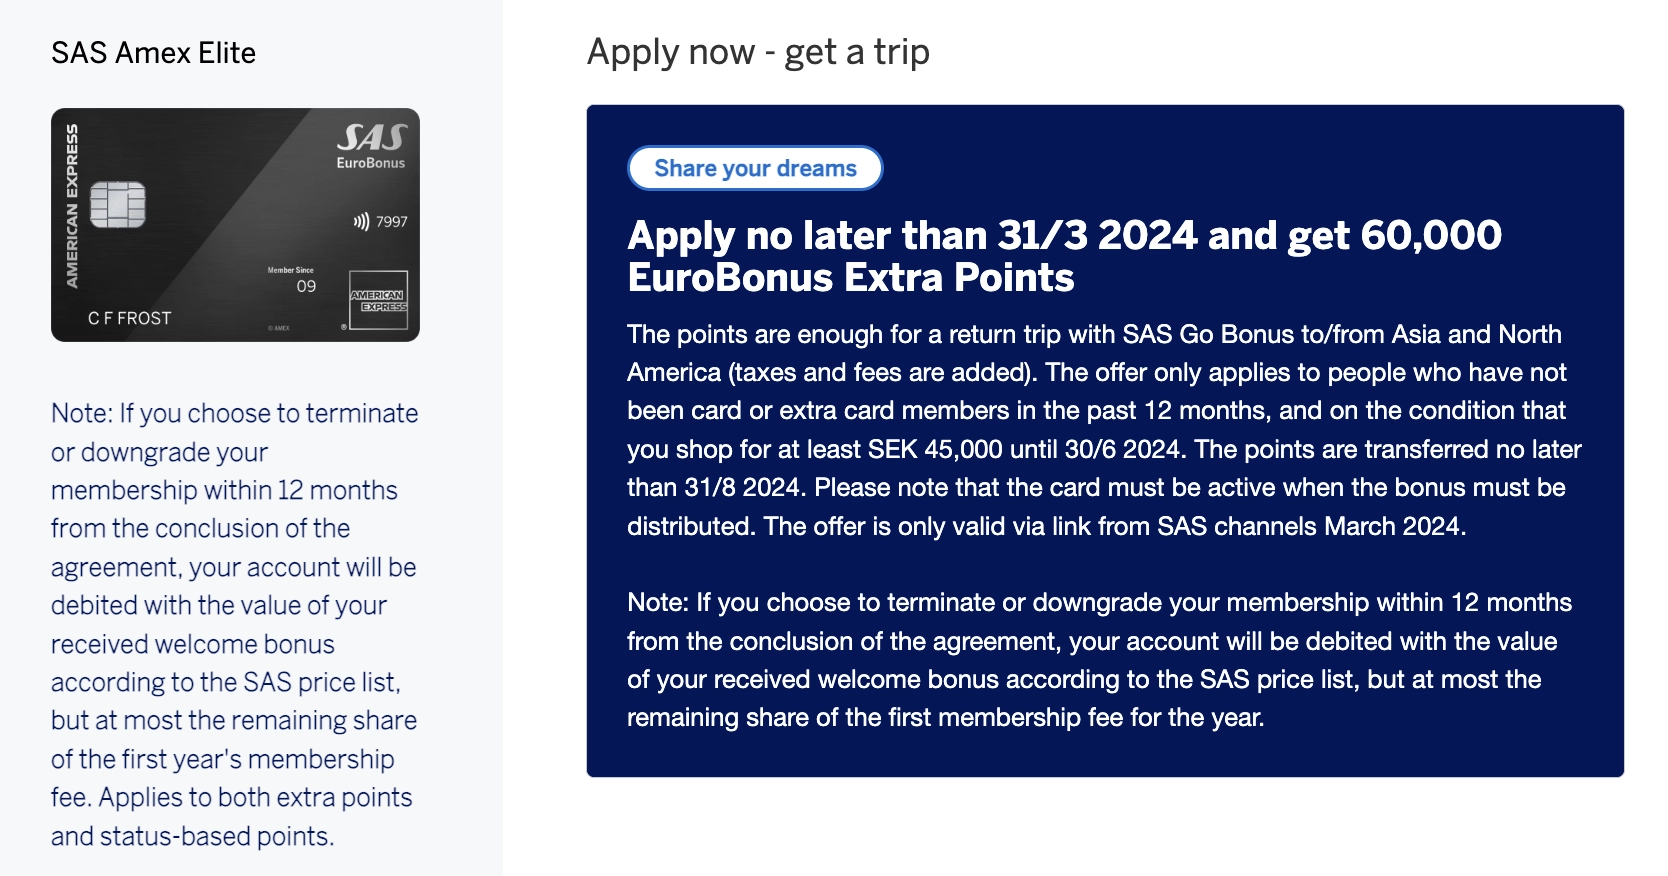 SAS Amex Elite
AMERICAN EXPRESS
SAS
EuroBonus
7997
Member Since
09
AMERICAN
EXPRESS
®
C F FROST
© AMEX
Note: If you choose to terminate
or downgrade your
membership within 12 months
from the conclusion of the
agreement, your account will be
debited with the value of your
received welcome bonus
according to the SAS price list,
but at most the remaining share
of the first year's membership
fee. Applies to both extra points
and status-based points.
Apply now - get a trip
Share your dreams
Apply no later than 31/3 2024 and get 60,000
EuroBonus Extra Points
The points are enough for a return trip with SAS Go Bonus to/from Asia and North
America (taxes and fees are added). The offer only applies to people who have not
been card or extra card members in the past 12 months, and on the condition that
you shop for at least SEK 45,000 until 30/6 2024. The points are transferred no later
than 31/8 2024. Please note that the card must be active when the bonus must be
distributed. The offer is only valid via link from SAS channels March 2024.
Note: If you choose to terminate or downgrade your membership within 12 months
from the conclusion of the agreement, your account will be debited with the value
of your received welcome bonus according to the SAS price list, but at most the
remaining share of the first membership fee for the year.